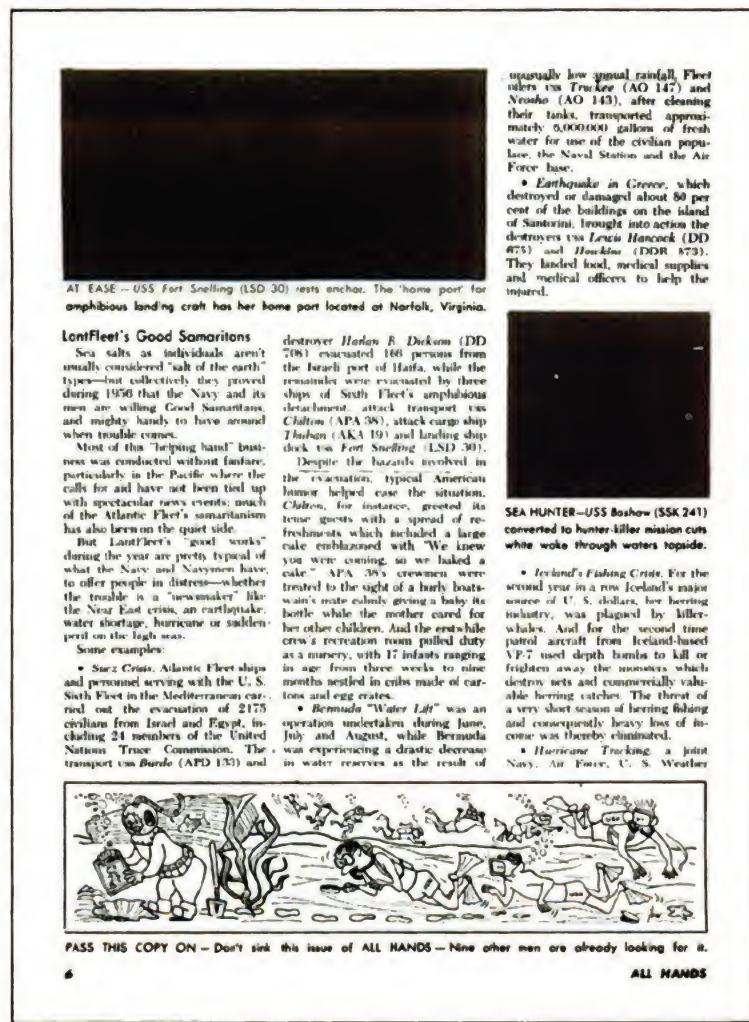 AT EASE — USS Fort Snelling (LSD 30) rests anchor. The 'home port' for
amphibious landing craft has her home port located at Norfolk, Virginia.
LantFleet's Good Samaritans
Sea salts as individuals aren't
usually considered "salt of the earth"
types—but collectively they proved
during 1956 that the Navy and its
men are willing Good Samaritans,
and mighty handy to have around
when trouble comes.
Most of this "helping hand" busi-
ness was conducted without fanfare,
particularly in the Pacific where the
calls for aid have not been tied up
with spectacular news events; much
of the Atlantic Fleet's samaritanism
has also been on the quiet side.
But LantFleet's "good works"
during the year are pretty typical of
what the Navy and Navymen have
to offer people in distress—whether
the trouble is a "newsmaker" like
the Near East crisis, an earthquake,
water shortage, hurricane or sudden
peril on the high seas.
Some examples:
• Suez Crisis. Atlantic Fleet ships
and personnel serving with the U. S.
Sixth Fleet in the Mediterranean car-
ried out the evacuation of 2175
civilians from Israel and Egypt, in-
cluding 24 members of the United
Nations Truce Commission. The
transport USS Burdo (APD 133) and
destroyer Harlan R. Dickson (DD
708) evacuated 166 persons from
the Israeli port of Haifa, while the
remainder were evacuated by three
ships of Sixth Fleet's amphibious
detachment, attack transport USS
Chilton (APA 38), attack cargo ship
Thuban (AKA 19) and landing ship
dock USS Fort Snelling (LSD 30).
Despite the hazards involved in
the evacuation, typical American
humor helped ease the situation.
Chilton, for instance, greeted its
tense guests with a spread of re-
freshments which included a large
cake emblazoned with "We knew
you were coming, so we baked a
cake." APA 38's crewmen were
treated to the sight of a burly boats-
wain's mate calmly giving a baby its
bottle while the mother cared for
her other children. And the erstwhile
crew's recreation room pulled duty
as a nursery, with 17 infants ranging
in age from three weeks to nine
months nestled in cribs made of car-
tons and egg crates.
• Bermuda "Water Lift" was an
operation undertaken during June,
July and August, while Bermuda
was experiencing a drastic decrease
in water reserves as the result of
unusually low annual rainfall. Fleet
oilers USS Truckee (AO 147) and
Neosho (AO 143), after cleaning
their tanks, transported approxi-
mately 6,000,000 gallons of fresh
water for use of the civilian popu-
lace, the Naval Station and the Air
Force base.
• Earthquake in Greece, which
destroyed or damaged about 80 per
cent of the buildings on the island
of Santorini, brought into action the
destroyers USS Lewis Hancock (DD
675) and Hawkins (DDR 873).
They landed food, medical supplies
and medical officers to help the
injured.
SEA HUNTER—USS Bashaw (SSK 241)
converted to hunter-killer mission cuts
white wake through waters topside.
• Iceland's Fishing Crisis. For the
second year in a row Iceland's major
source of U. S. dollars, her herring
industry, was plagued by killer-
whales. And for the second time
patrol aircraft from Iceland-based
VP-7 used depth bombs to kill or
frighten away the monsters which
destroy nets and commercially valu-
able herring catches. The threat of
a very short season of herring fishing
and consequently heavy loss of in-
come was thereby eliminated.
• Hurricane Tracking, a joint
Navy, Air Force, U. S. Weather
PASS THIS COPY ON — Don't sink this issue of ALL HANDS — Nine other men are already looking for it.
6
ALL HANDS